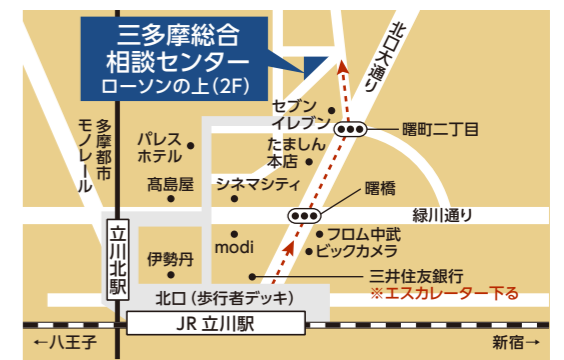 三多摩総合
相談センター
ローソンの上(2F)
北口大通り
多摩都市
モノレール
セブン
イレブン
曙町二丁目
パレス
ホテル
たましん
本店
髙島屋
シネマシティ
曙橋
緑川通り
立川北駅
伊勢丹
modi
フロム中武
ビックカメラ
三井住友銀行
※エスカレーター下る
北口(歩行者デッキ)
JR 立川駅
←八王子
新宿→